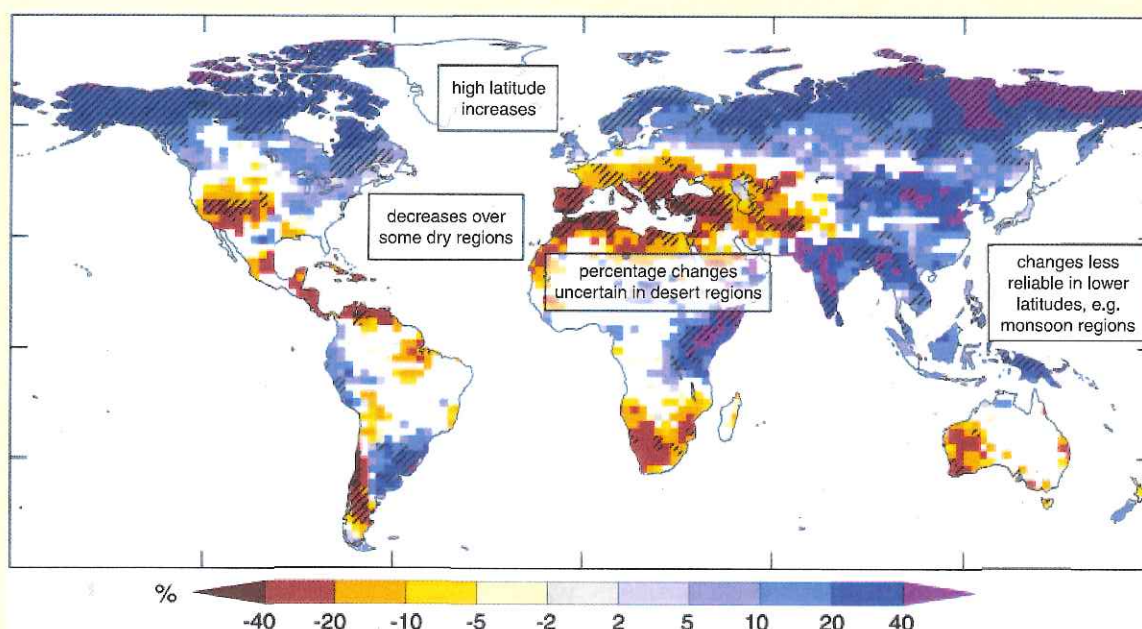 high latitude
increases
decreases over
some dry regions
percentage changes
uncertain in desert regions
changes less
reliable in lower
latitudes, e.g.
monsoon regions
%
-40 -20 -10 -5 -2 2 5 10 20 40